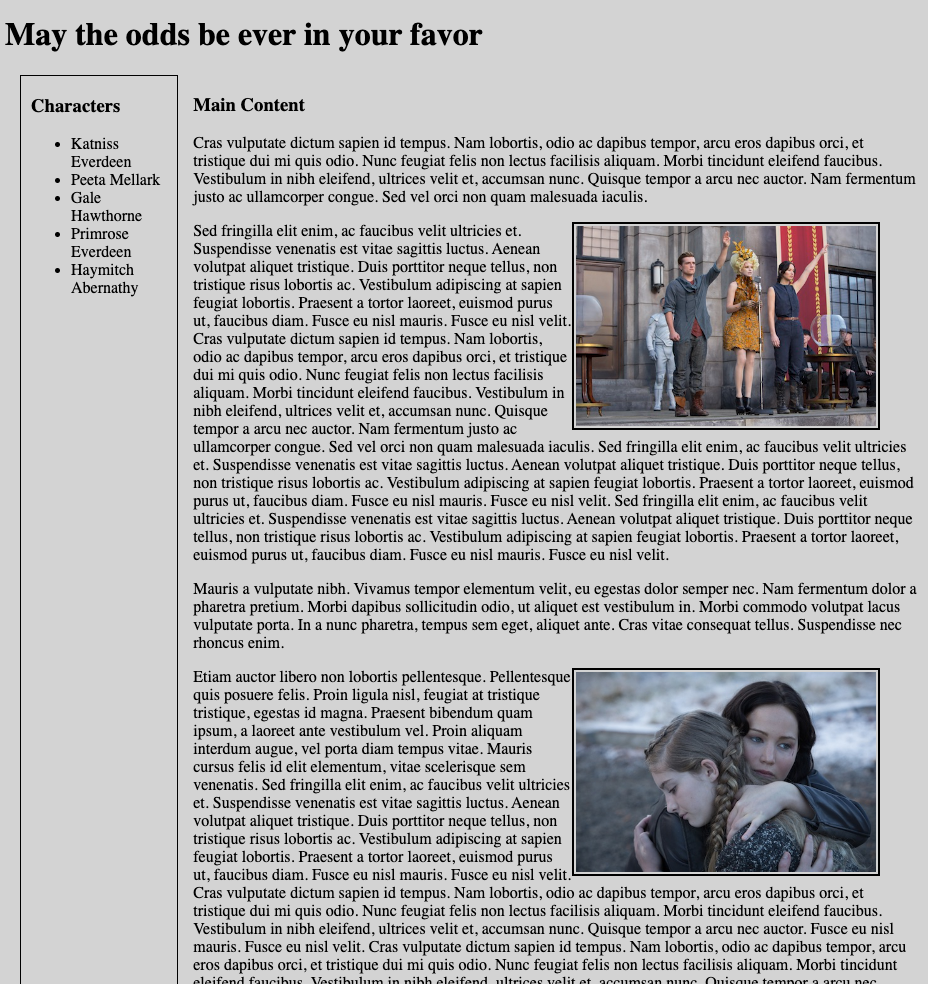 May the odds be ever in your favor
Characters
Katniss
Everdeen
Peeta Mellark
Gale
Hawthorne
Primrose
Everdeen
Haymitch
Abernathy
Main Content
Cras vulputate dictum sapien id tempus. Nam lobortis, odio ac dapibus tempor, arcu eros dapibus orci, et
tristique dui mi quis odio. Nunc feugiat felis non lectus facilisis aliquam. Morbi tincidunt eleifend faucibus.
Vestibulum in nibh eleifend, ultrices velit et, accumsan nunc. Quisque tempor a arcu nec auctor. Nam fermentum
justo ac ullamcorper congue. Sed vel orci non quam malesuada iaculis.
Sed fringilla elit enim, ac faucibus velit ultricies et.
Suspendisse venenatis est vitae sagittis luctus. Aenean
volutpat aliquet tristique. Duis porttitor neque tellus, non
tristique risus lobortis ac. Vestibulum adipiscing at sapien
feugiat lobortis. Praesent a tortor laoreet, euismod purus
ut, faucibus diam. Fusce eu nisl mauris. Fusce eu nisl velit.
Cras vulputate dictum sapien id tempus. Nam lobortis,
odio ac dapibus tempor, arcu eros dapibus orci, et tristique
dui mi quis odio. Nunc feugiat felis non lectus facilisis
aliquam. Morbi tincidunt eleifend faucibus. Vestibulum in
nibh eleifend, ultrices velit et, accumsan nunc. Quisque
tempor a arcu nec auctor. Nam fermentum justo ac
ullamcorper congue. Sed vel orci non quam malesuada iaculis. Sed fringilla elit enim, ac faucibus velit ultricies
et. Suspendisse venenatis est vitae sagittis luctus. Aenean volutpat aliquet tristique. Duis porttitor neque tellus,
non tristique risus lobortis ac. Vestibulum adipiscing at sapien feugiat lobortis. Praesent a tortor laoreet, euismod
purus ut, faucibus diam. Fusce eu nisl mauris. Fusce eu nisl velit. Sed fringilla elit enim, ac faucibus velit
ultricies et. Suspendisse venenatis est vitae sagittis luctus. Aenean volutpat aliquet tristique. Duis porttitor neque
tellus, non tristique risus lobortis ac. Vestibulum adipiscing at sapien feugiat lobortis. Praesent a tortor laoreet,
euismod purus ut, faucibus diam. Fusce eu nisl mauris. Fusce eu nisl velit.
Mauris a vulputate nibh. Vivamus tempor elementum velit, eu egestas dolor semper nec. Nam fermentum dolor a
pharetra pretium. Morbi dapibus sollicitudin odio, ut aliquet est vestibulum in. Morbi commodo volutpat lacus
vulputate porta. In a nunc pharetra, tempus sem eget, aliquet ante. Cras vitae consequat tellus. Suspendisse nec
rhoncus enim.
Etiam auctor libero non lobortis pellentesque. Pellentesque
quis posuere felis. Proin ligula nisl, feugiat at tristique
tristique, egestas id magna. Praesent bibendum quam
ipsum, a laoreet ante vestibulum vel. Proin aliquam
interdum augue, vel porta diam tempus vitae. Mauris
cursus felis id elit elementum, vitae scelerisque sem
venenatis. Sed fringilla elit enim, ac faucibus velit ultricies
et. Suspendisse venenatis est vitae sagittis luctus. Aenean
volutpat aliquet tristique. Duis porttitor neque tellus, non
tristique risus lobortis ac. Vestibulum adipiscing at sapien
feugiat lobortis. Praesent a tortor laoreet, euismod purus
ut, faucibus diam. Fusce eu nisl mauris. Fusce eu nisl velit.
Cras vulputate dictum sapien id tempus. Nam lobortis, odio ac dapibus tempor, arcu eros dapibus orci, et
tristique dui mi quis odio. Nunc feugiat felis non lectus facilisis aliquam. Morbi tincidunt eleifend faucibus.
Vestibulum in nibh eleifend, ultrices velit et, accumsan nunc. Quisque tempor a arcu nec auctor. Fusce eu nisl
mauris. Fusce eu nisl velit. Cras vulputate dictum sapien id tempus. Nam lobortis, odio ac dapibus tempor, arcu
eros dapibus orci, et tristique dui mi quis odio. Nunc feugiat felis non lectus facilisis aliquam. Morbi tincidunt
eleifend faucibus. Vestibulum in nibh eleifend, ultrices velit et, accumsan nunc. Quisque tempor a arcu nec